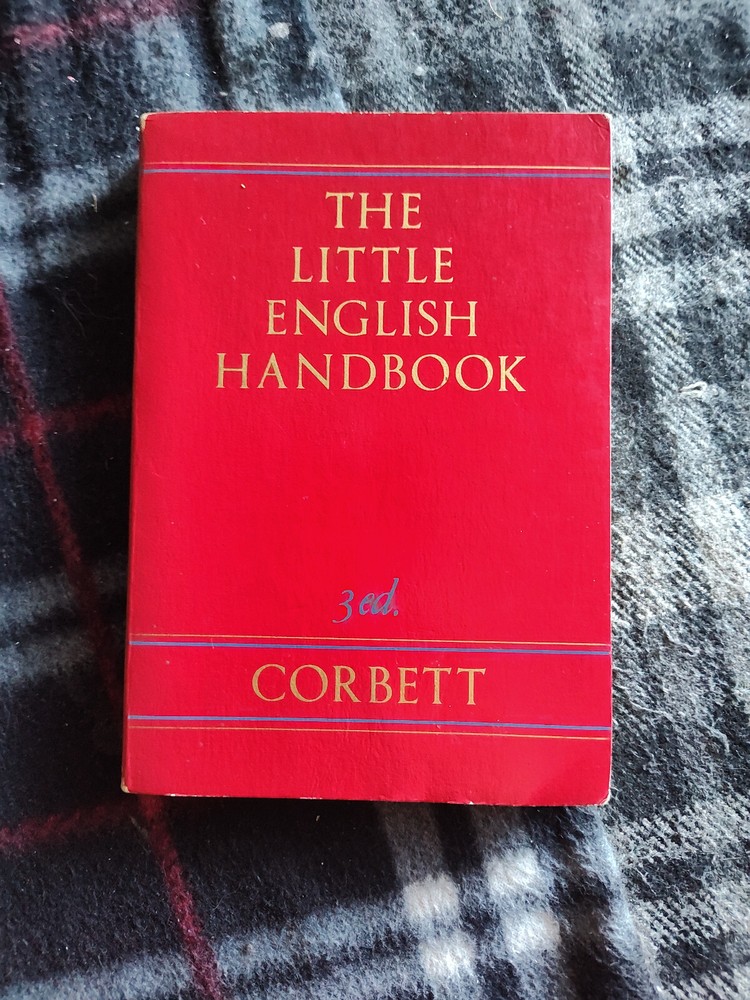 THE
LITTLE
ENGLISH
HANDBOOK
3 ed.
CORBETT